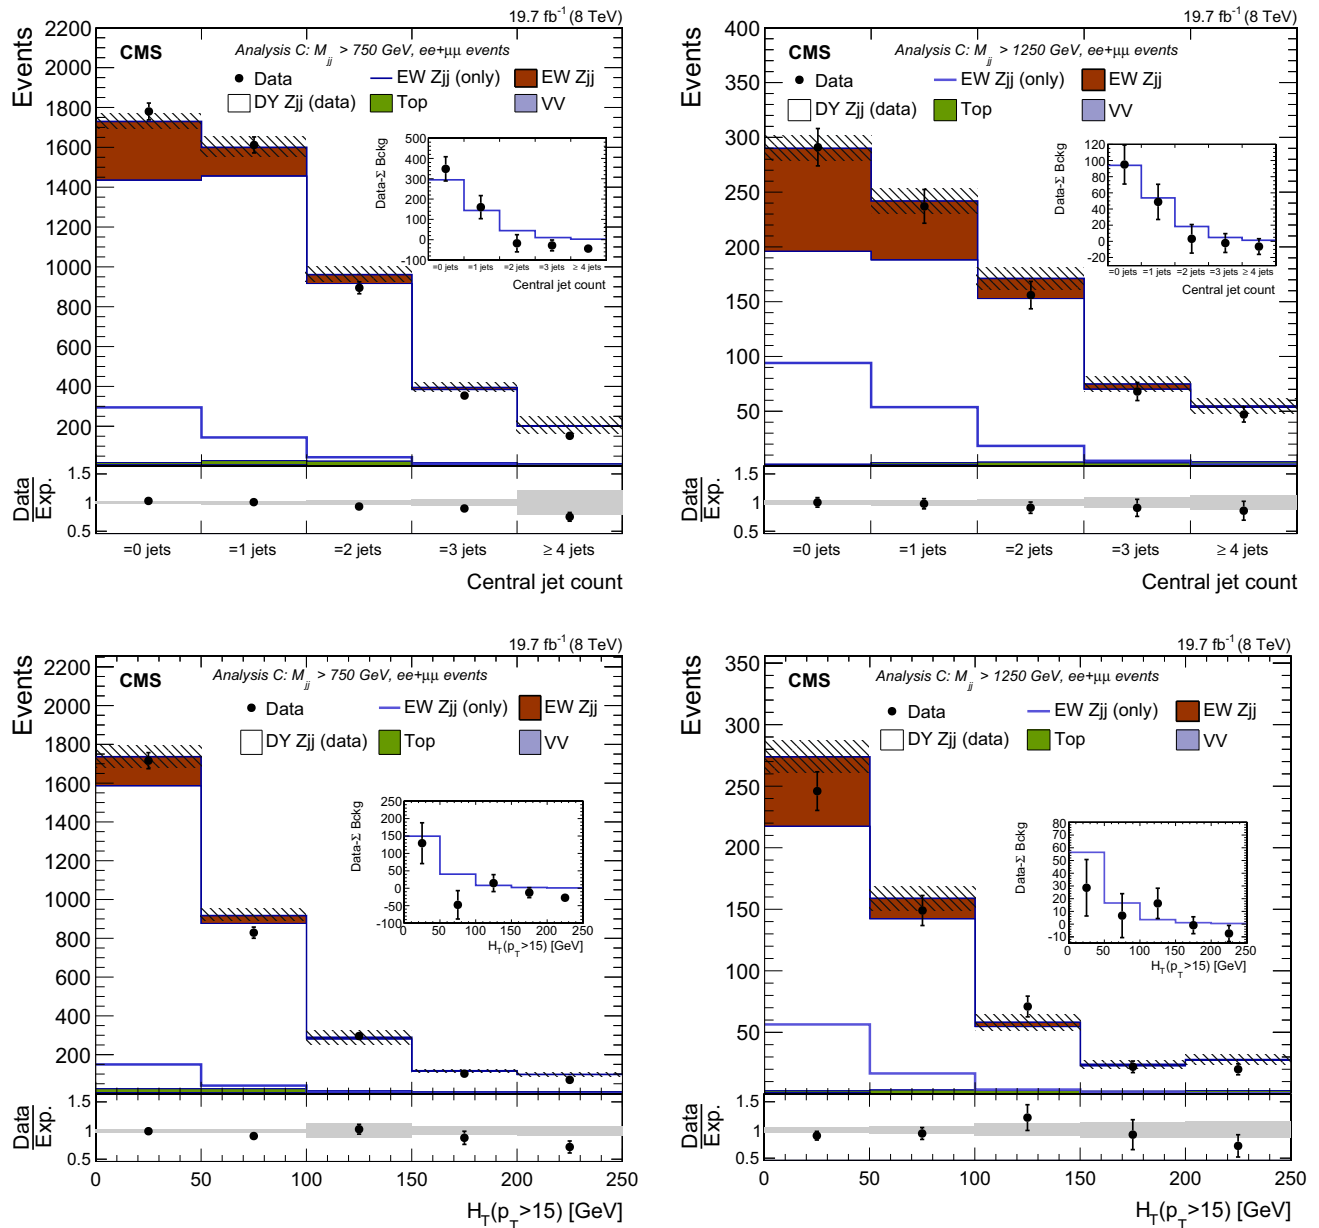 19.7 fb⁻¹ (8 TeV)
Events
2200
2000
1800
1600
1400
1200
1000
800
600
400
200
CMS
Analysis C: M_jj > 750 GeV, ee+μμ events
Data
EW Zjj (only)
EW Zjj
DY Zjj (data)
Top
VV
Data-Σ Bckg
500
400
300
200
100
0
-100
=0 jets
=1 jets
=2 jets
=3 jets
≥ 4 jets
Central jet count
Data
Exp.
1.5
1
0.5
=0 jets
=1 jets
=2 jets
=3 jets
≥ 4 jets
Central jet count
19.7 fb⁻¹ (8 TeV)
Events
400
350
300
250
200
150
100
50
CMS
Analysis C: M_jj > 1250 GeV, ee+μμ events
Data
EW Zjj (only)
EW Zjj
DY Zjj (data)
Top
VV
Data-Σ Bckg
120
100
80
60
40
20
0
-20
=0 jets
=1 jets
=2 jets
=3 jets
≥ 4 jets
Central jet count
Data
Exp.
1.5
1
0.5
=0 jets
=1 jets
=2 jets
=3 jets
≥ 4 jets
Central jet count
19.7 fb⁻¹ (8 TeV)
Events
2200
2000
1800
1600
1400
1200
1000
800
600
400
200
CMS
Analysis C: M_jj > 750 GeV, ee+μμ events
Data
EW Zjj (only)
EW Zjj
DY Zjj (data)
Top
VV
Data-Σ Bckg
250
200
150
100
50
0
-50
-100
0 50 100 150 200 250
H_T(p_T>15) [GeV]
Data
Exp.
1.5
1
0.5
0 50 100 150 200 250
H_T(p_T>15) [GeV]
19.7 fb⁻¹ (8 TeV)
Events
350
300
250
200
150
100
50
CMS
Analysis C: M_jj > 1250 GeV, ee+μμ events
Data
EW Zjj (only)
EW Zjj
DY Zjj (data)
Top
VV
Data-Σ Bckg
80
70
60
50
40
30
20
10
0
-10
0 50 100 150 200 250
H_T(p_T>15) [GeV]
Data
Exp.
1.5
1
0.5
0 50 100 150 200 250
H_T(p_T>15) [GeV]